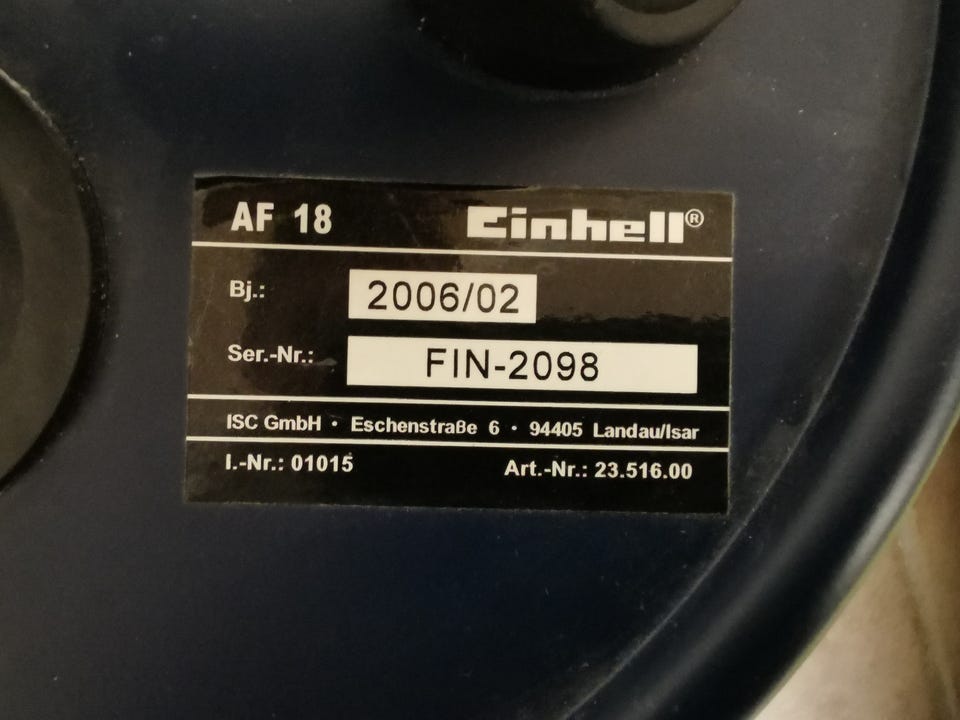 AF 18 Einhell®
Bj.: 2006/02
Ser.-Nr.: FIN-2098
ISC GmbH · Eschenstraße 6 · 94405 Landau/Isar
I.-Nr.: 01015 Art.-Nr.: 23.516.00